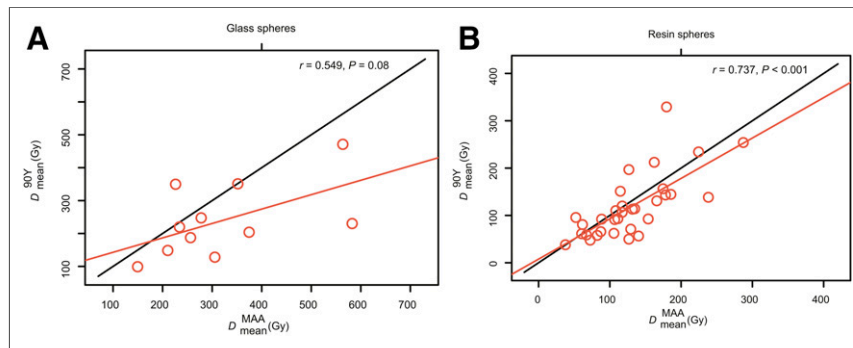 A
Glass spheres
r = 0.549, P = 0.08
700
500
300
100
D 90Y mean (Gy)
100 200 300 400 500 600 700
D MAA mean (Gy)
B
Resin spheres
r = 0.737, P < 0.001
400
300
200
100
0
D 90Y mean (Gy)
0 100 200 300 400
D MAA mean (Gy)